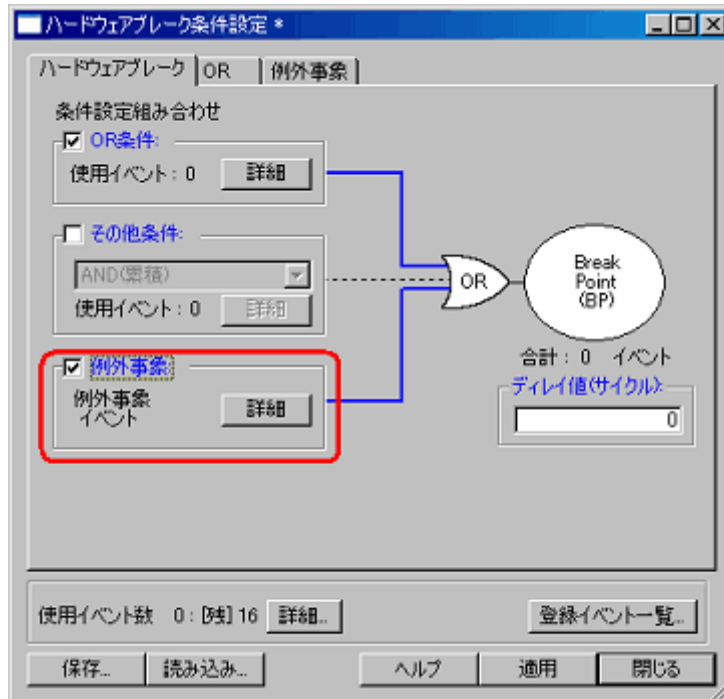 ハードウェアブレーク条件設定 *
ハードウェアブレーク OR 例外事象
条件設定組み合わせ
OR条件:
使用イベント : 0 詳細
その他条件:
AND(累積)
使用イベント : 0 詳細
例外事象:
例外事象
イベント
詳細
OR
Break
Point
(BP)
合計 : 0 イベント
ディレイ値(サイクル):
0
使用イベント数 0 : [残] 16 詳細... 登録イベント一覧...
保存... 読み込み... ヘルプ 適用 閉じる